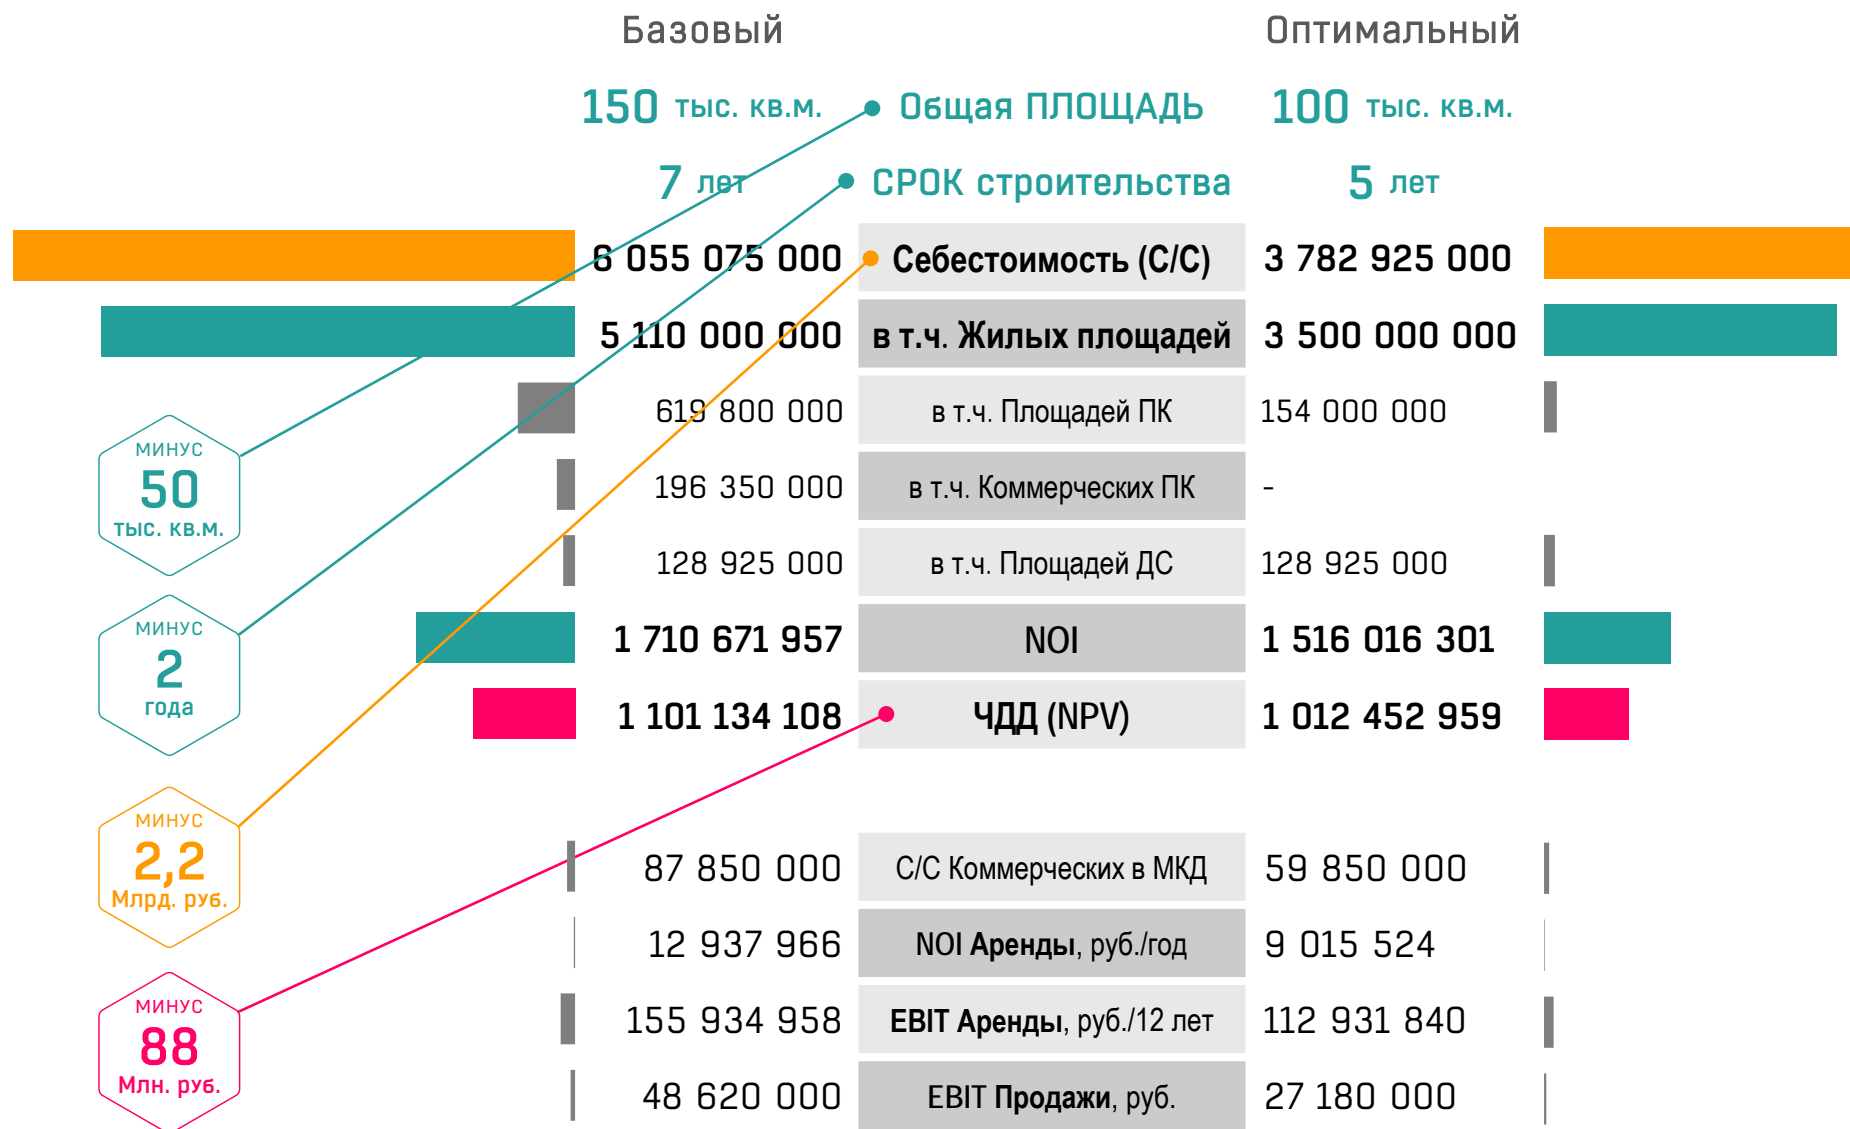 Базовый Оптимальный
150 тыс. кв.м. Общая ПЛОЩАДЬ 100 тыс. кв.м.
7 лет СРОК строительства 5 лет
6 055 075 000 Себестоимость (С/С) 3 782 925 000
5 110 000 000 в т.ч. Жилых площадей 3 500 000 000
619 800 000 в т.ч. Площадей ПК 154 000 000
196 350 000 в т.ч. Коммерческих ПК -
128 925 000 в т.ч. Площадей ДС 128 925 000
1 710 671 957 NOI 1 516 016 301
1 101 134 108 ЧДД (NPV) 1 012 452 959
87 850 000 С/С Коммерческих в МКД 59 850 000
12 937 966 NOI Аренды, руб./год 9 015 524
155 934 958 EBIT Аренды, руб./12 лет 112 931 840
48 620 000 EBIT Продажи, руб. 27 180 000
МИНУС
50
тыс. кв.м.
МИНУС
2
года
МИНУС
2,2
Млрд. руб.
МИНУС
88
Млн. руб.